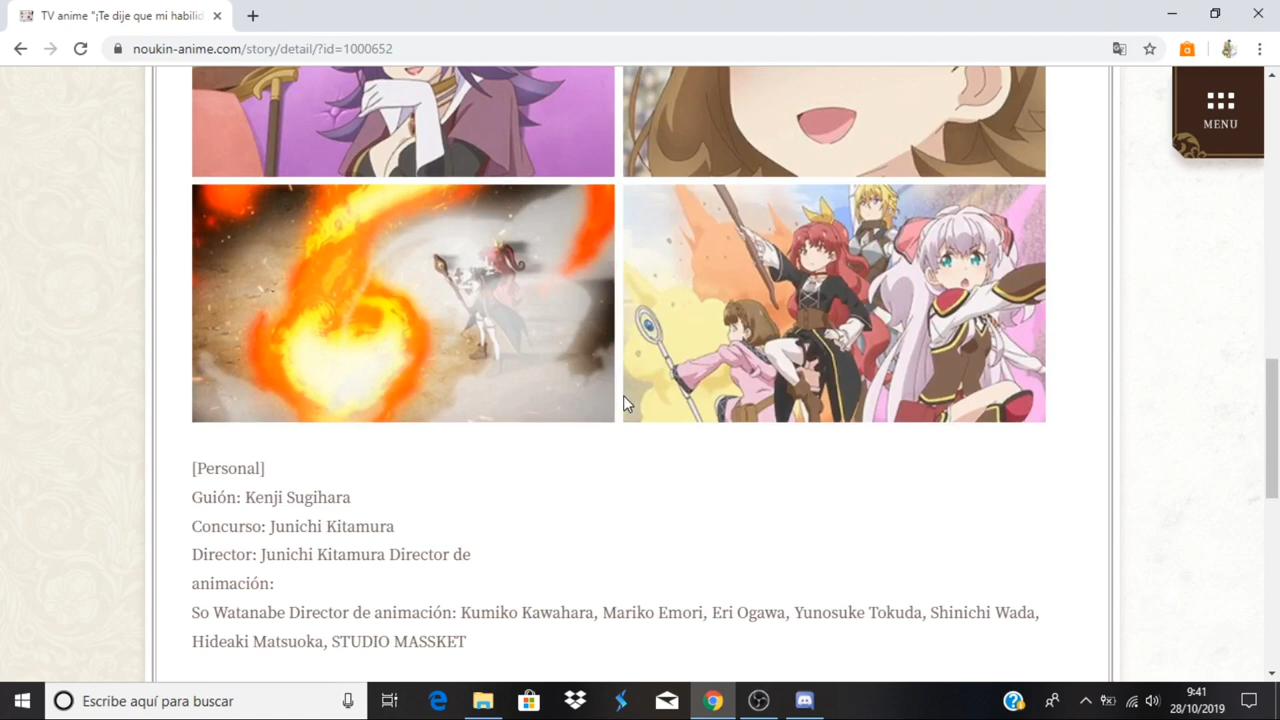 TV anime "¡Te dije que mi habilid
noukin-anime.com/story/detail/?id=1000652
MENU
[Personal]
Guión: Kenji Sugihara
Concurso: Junichi Kitamura
Director: Junichi Kitamura Director de
animación:
So Watanabe Director de animación: Kumiko Kawahara, Mariko Emori, Eri Ogawa, Yunosuke Tokuda, Shinichi Wada,
Hideaki Matsuoka, STUDIO MASSKET
Escribe aquí para buscar
9:41
28/10/2019